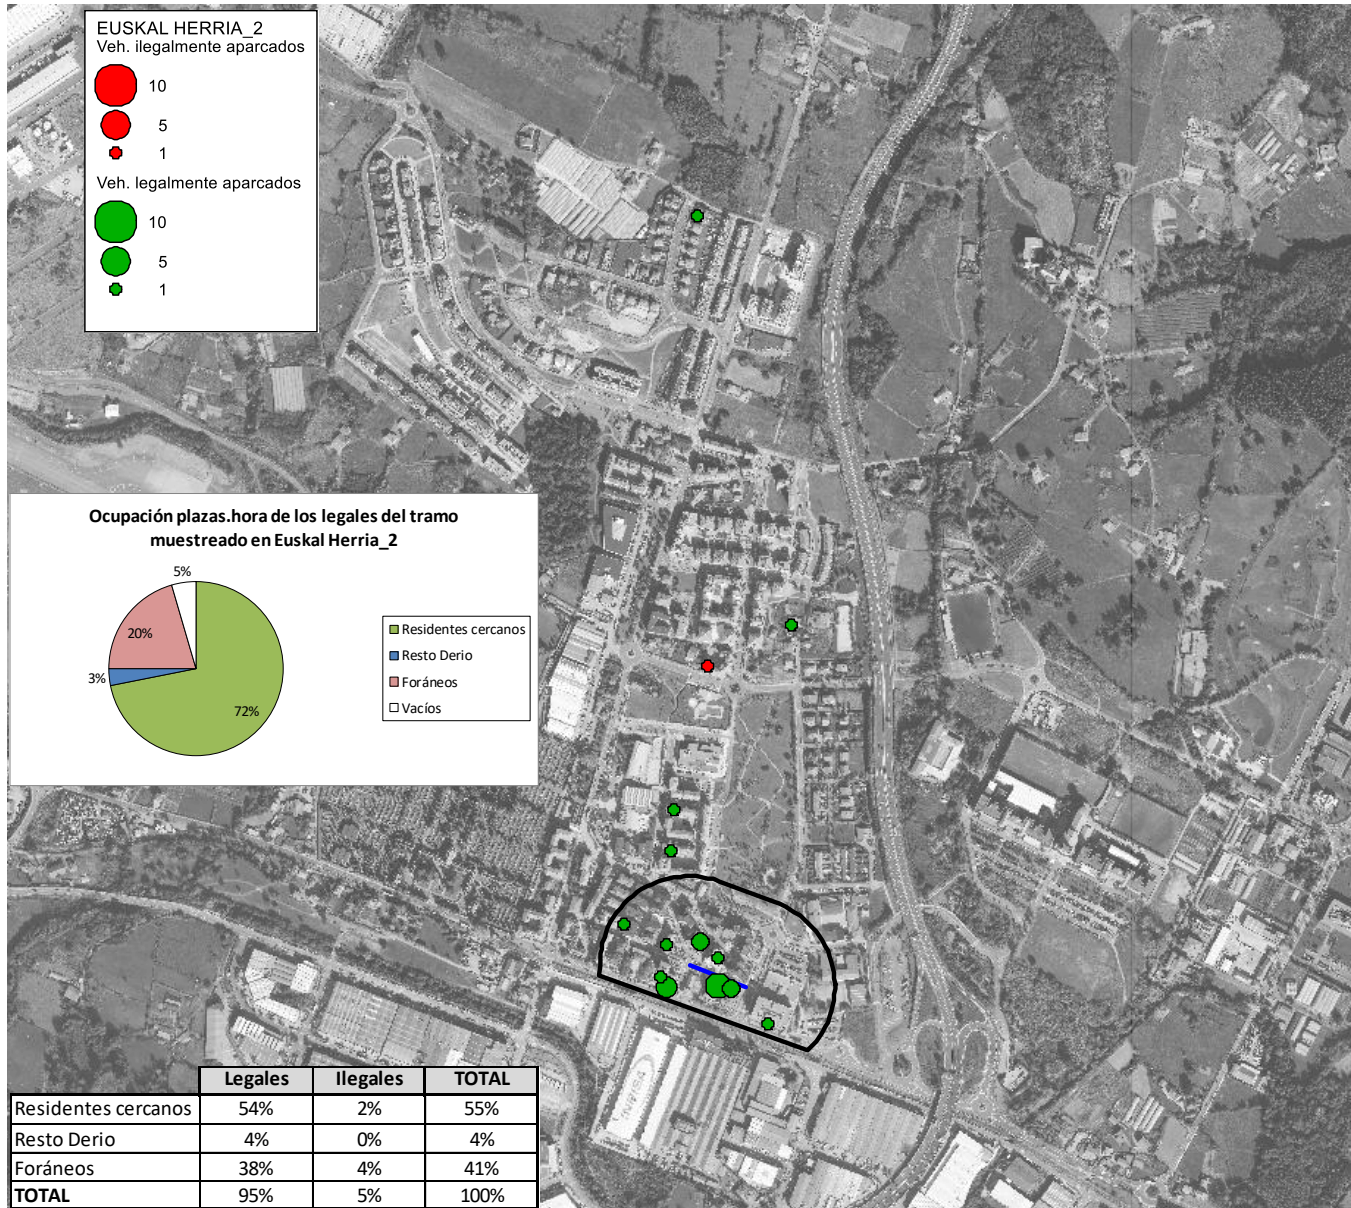 EUSKAL HERRIA_2
Veh. ilegalmente aparcados
10
5
1
Veh. legalmente aparcados
10
5
1
Ocupación plazas.hora de los legales del tramo
muestreado en Euskal Herria_2
5%
20%
3%
72%
Residentes cercanos
Resto Derio
Foráneos
Vacíos
Legales Ilegales TOTAL
Residentes cercanos 54% 2% 55%
Resto Derio 4% 0% 4%
Foráneos 38% 4% 41%
TOTAL 95% 5% 100%